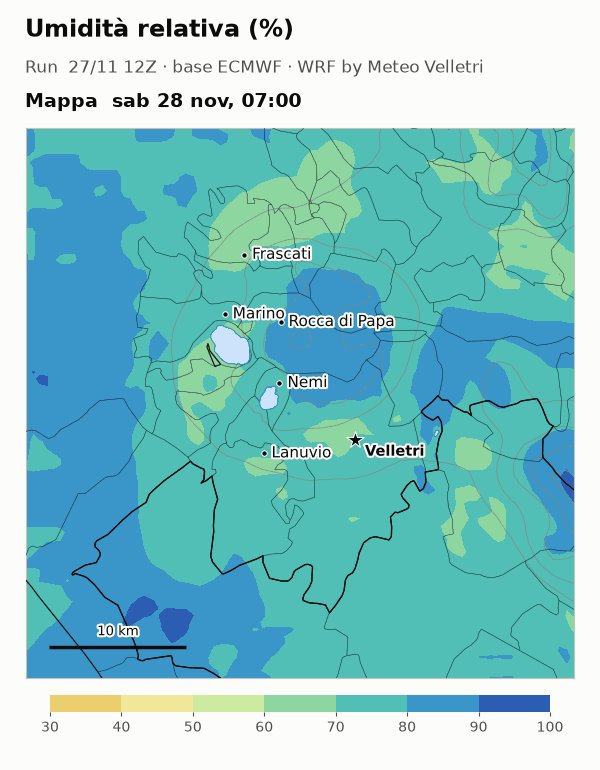 Umidità relativa (%)
Run  27/11 12Z · base ECMWF · WRF by Meteo Velletri
Mappa  sab 28 nov, 07:00
Frascati
Marino
Rocca di Papa
Nemi
Velletri
Lanuvio
10 km
30 40 50 60 70 80 90 100